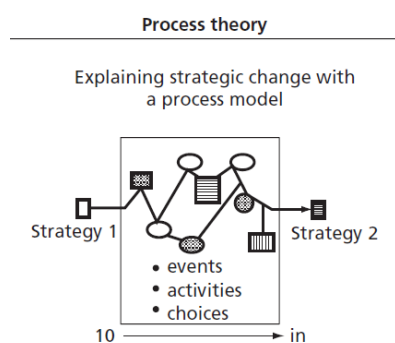 Process theory
Explaining strategic change with
a process model
Strategy 1
Strategy 2
• events
• activities
• choices
10 in